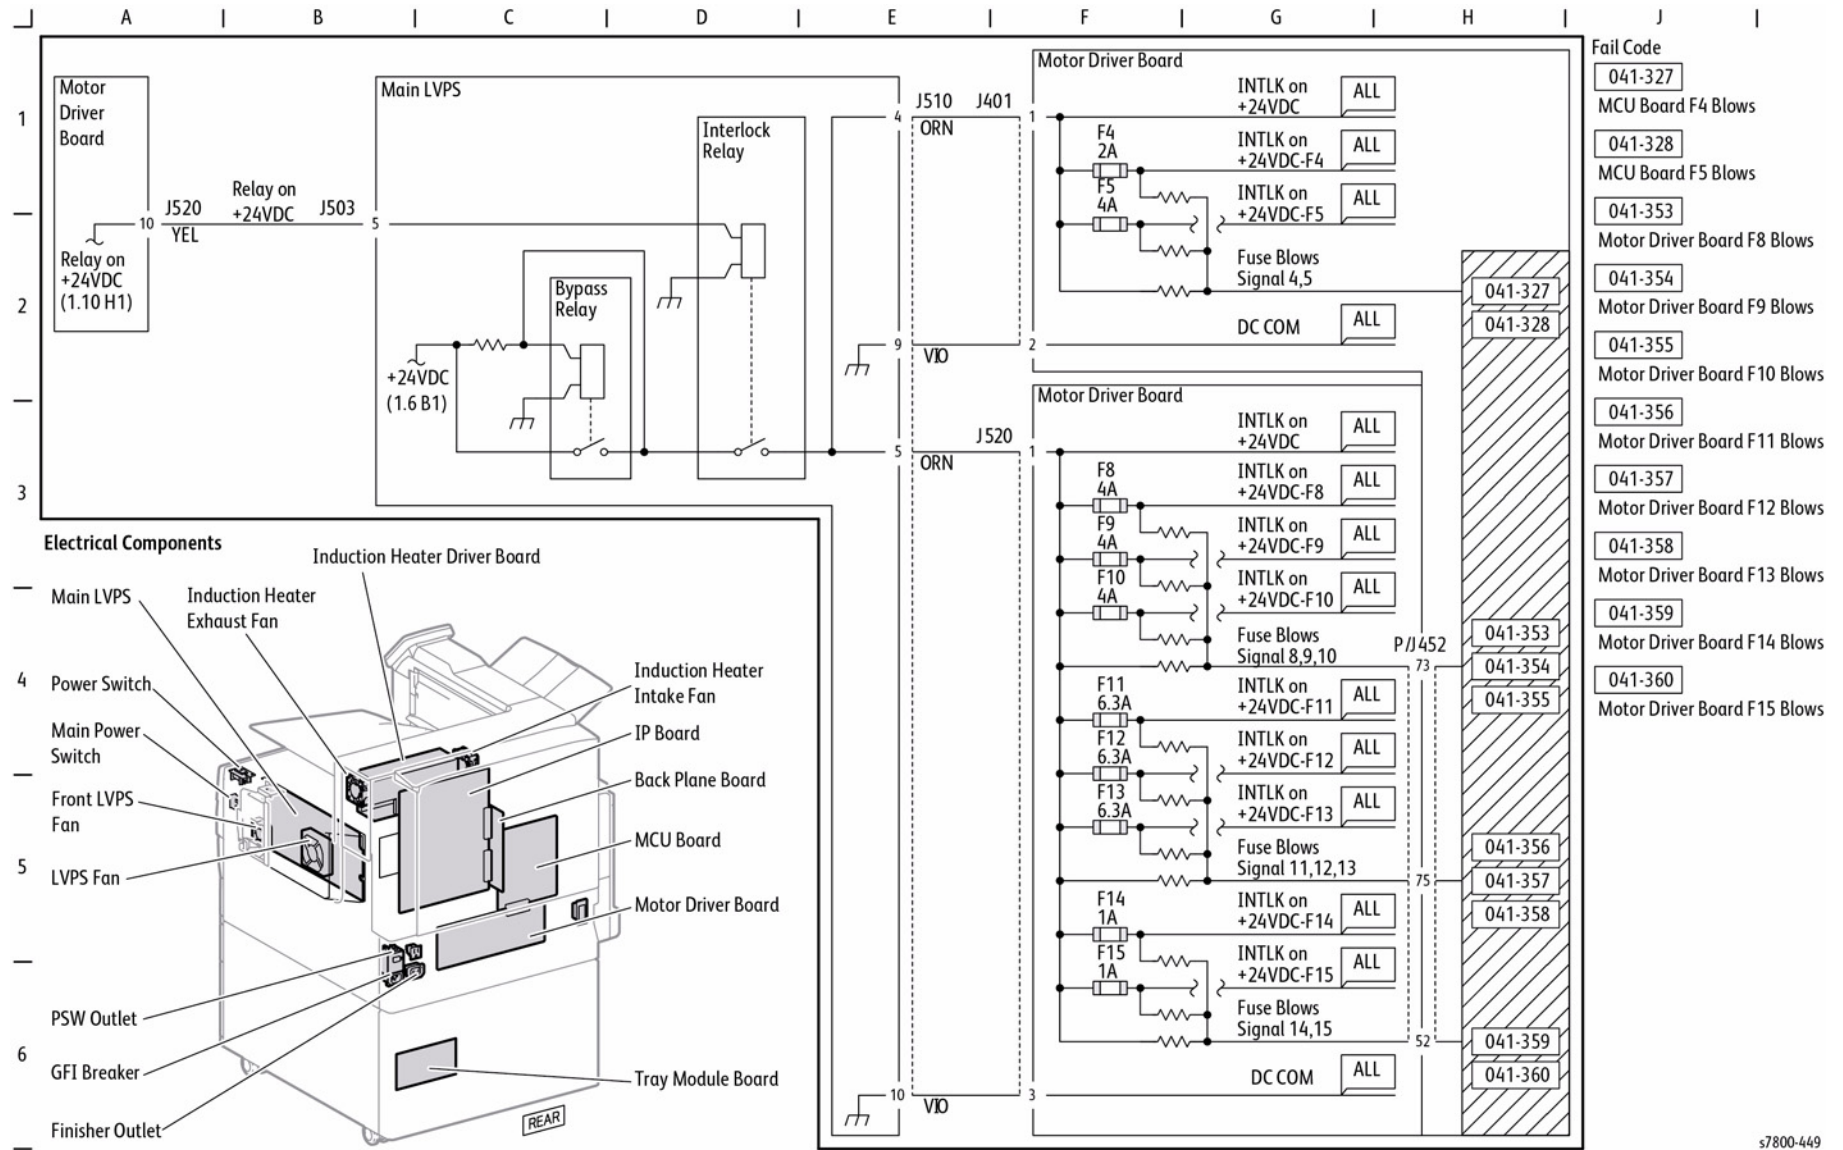 A
B
C
D
E
F
G
H
J
1
2
3
4
5
6
Motor
Driver
Board
10
J520
YEL
Relay on
+24VDC
J503
5
Relay on
+24VDC
(1.10 H1)
Main LVPS
Interlock
Relay
Bypass
Relay
+24VDC
(1.6 B1)
4
J510
J401
ORN
1
9
VIO
2
5
J520
ORN
1
10
VIO
3
Motor Driver Board
INTLK on
+24VDC
ALL
F4
2A
INTLK on
+24VDC-F4
ALL
F5
4A
INTLK on
+24VDC-F5
ALL
Fuse Blows
Signal 4,5
041-327
041-328
DC COM
ALL
Motor Driver Board
INTLK on
+24VDC
ALL
F8
4A
INTLK on
+24VDC-F8
ALL
F9
4A
INTLK on
+24VDC-F9
ALL
F10
4A
INTLK on
+24VDC-F10
ALL
Fuse Blows
Signal 8,9,10
P/J452
73
041-353
041-354
041-355
F11
6.3A
INTLK on
+24VDC-F11
ALL
F12
6.3A
INTLK on
+24VDC-F12
ALL
F13
6.3A
INTLK on
+24VDC-F13
ALL
Fuse Blows
Signal 11,12,13
75
041-356
041-357
041-358
F14
1A
INTLK on
+24VDC-F14
ALL
F15
1A
INTLK on
+24VDC-F15
ALL
Fuse Blows
Signal 14,15
52
041-359
041-360
DC COM
ALL
Fail Code
041-327
MCU Board F4 Blows
041-328
MCU Board F5 Blows
041-353
Motor Driver Board F8 Blows
041-354
Motor Driver Board F9 Blows
041-355
Motor Driver Board F10 Blows
041-356
Motor Driver Board F11 Blows
041-357
Motor Driver Board F12 Blows
041-358
Motor Driver Board F13 Blows
041-359
Motor Driver Board F14 Blows
041-360
Motor Driver Board F15 Blows
Electrical Components
Induction Heater Driver Board
Main LVPS
Induction Heater
Exhaust Fan
Power Switch
Main Power
Switch
Front LVPS
Fan
LVPS Fan
PSW Outlet
GFI Breaker
Finisher Outlet
Induction Heater
Intake Fan
IP Board
Back Plane Board
MCU Board
Motor Driver Board
Tray Module Board
REAR
s7800-449